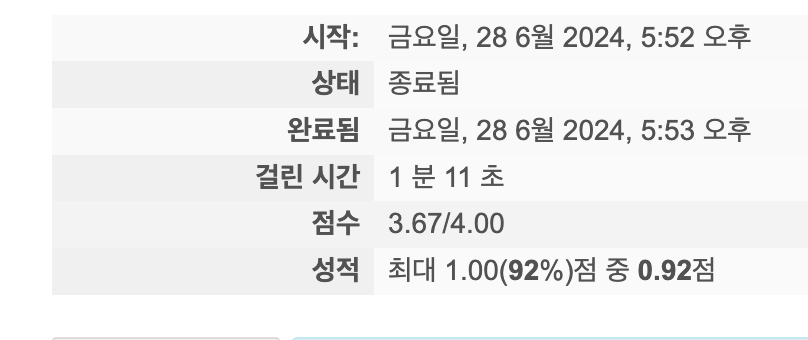 시작: 금요일, 28 6월 2024, 5:52 오후
상태 종료됨
완료됨 금요일, 28 6월 2024, 5:53 오후
걸린 시간 1 분 11 초
점수 3.67/4.00
성적 최대 1.00(92%)점 중 0.92점